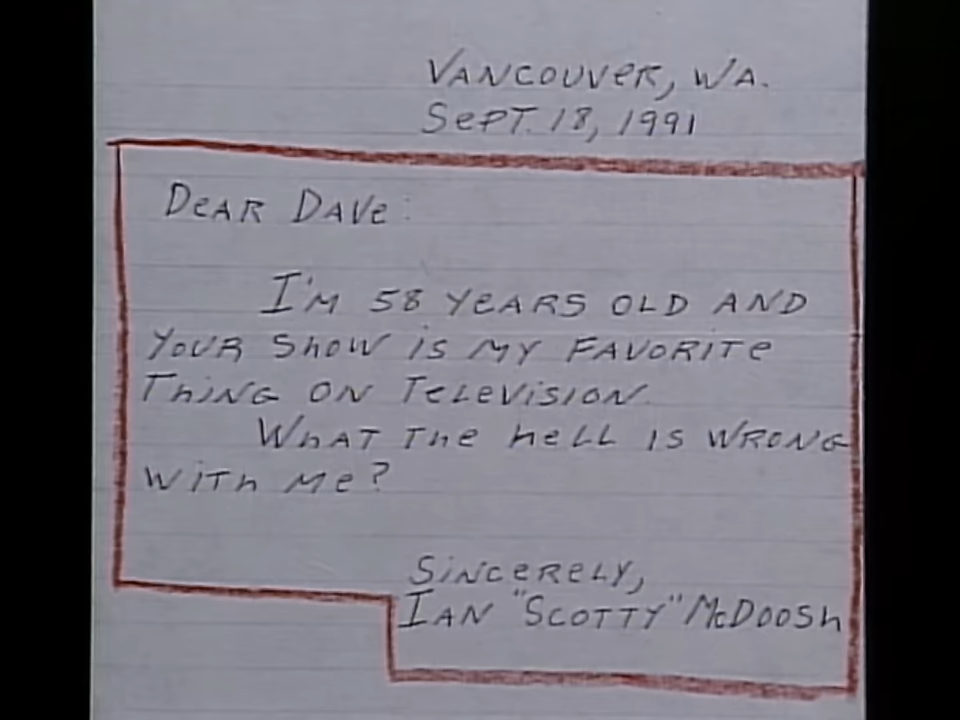 Vancouver, WA.
Sept. 18, 1991
Dear Dave:
I'm 58 years old and
your show is my favorite
thing on television.
What the hell is wrong
with me?
Sincerely,
Ian "Scotty" McDoosh